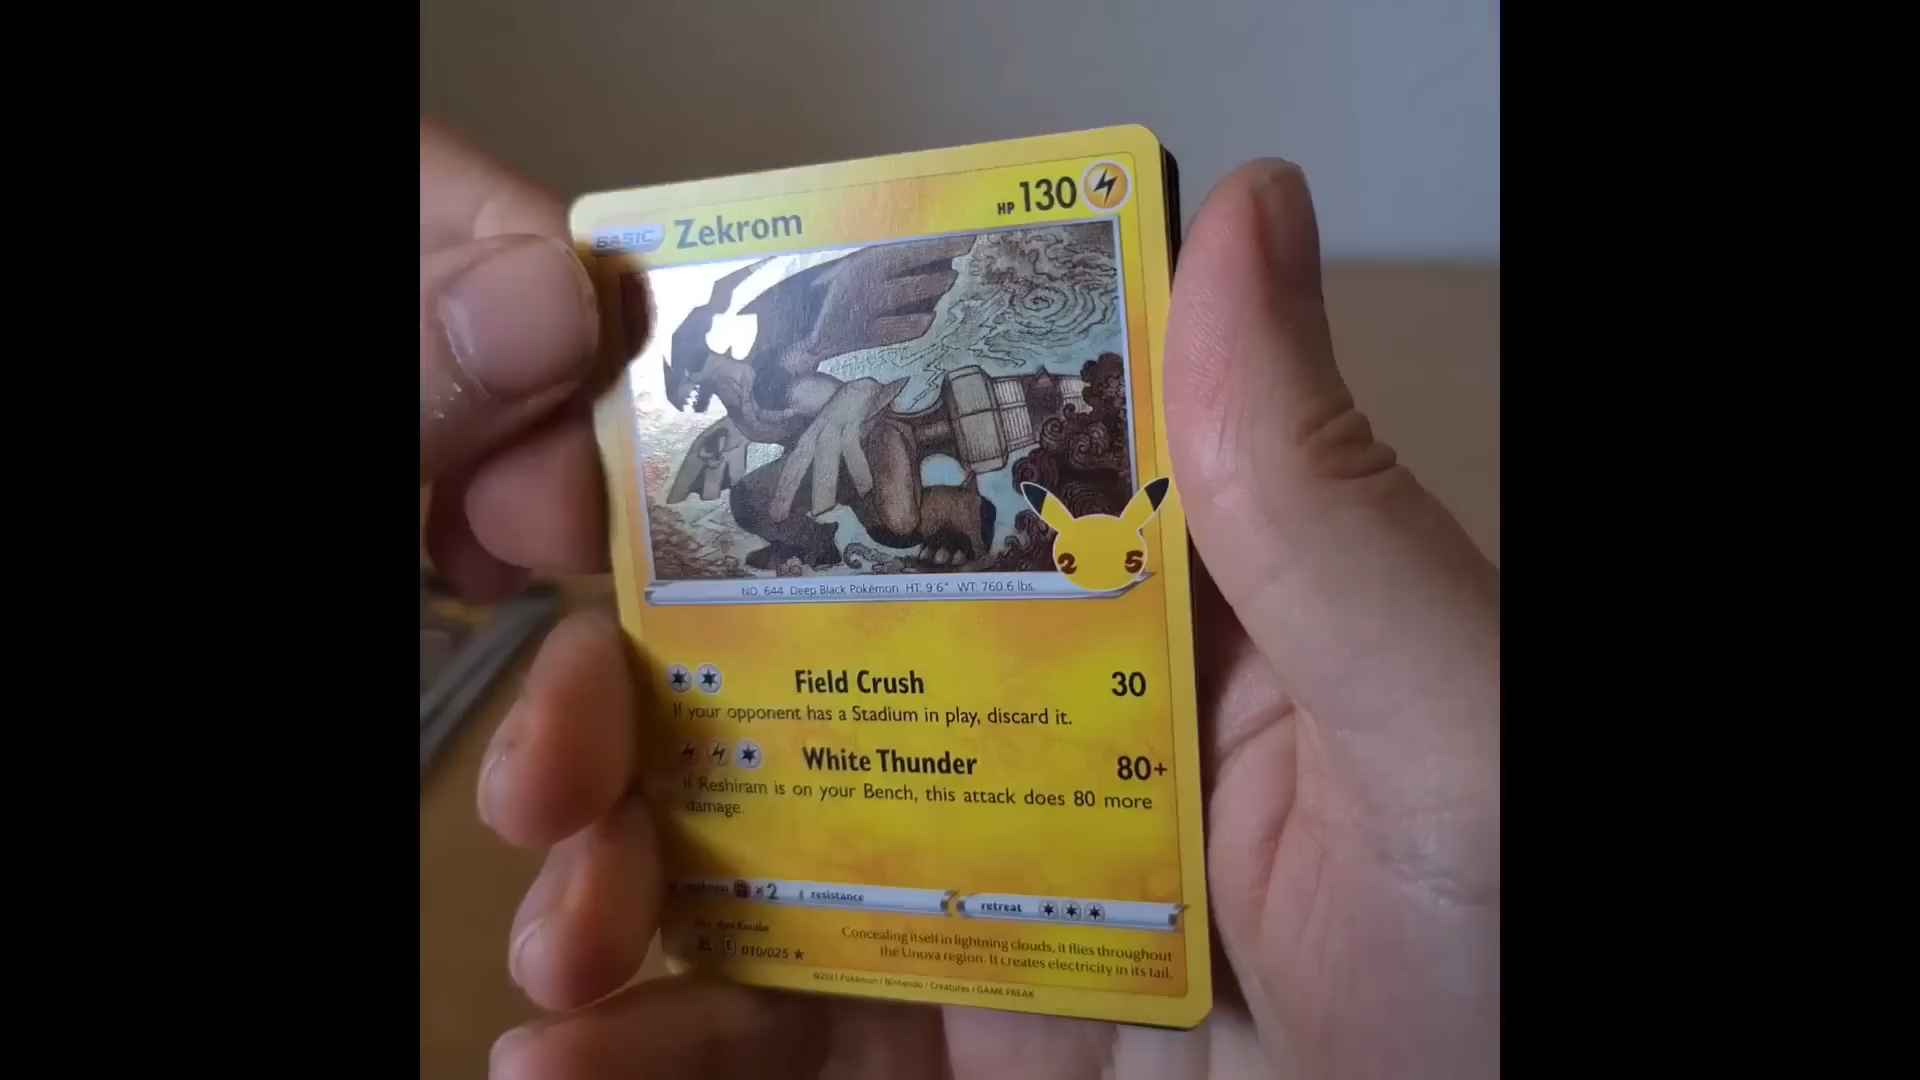 BASIC Zekrom HP 130
25
NO. 644 Deep Black Pokémon HT: 9'6" WT: 760.6 lbs.
Field Crush 30
If your opponent has a Stadium in play, discard it.
White Thunder 80+
If Reshiram is on your Bench, this attack does 80 more
damage.
weakness ×2 resistance retreat
Concealing itself in lightning clouds, it flies throughout
the Unova region. It creates electricity in its tail.
E 010/025
©2021 Pokémon / Nintendo / Creatures / GAME FREAK